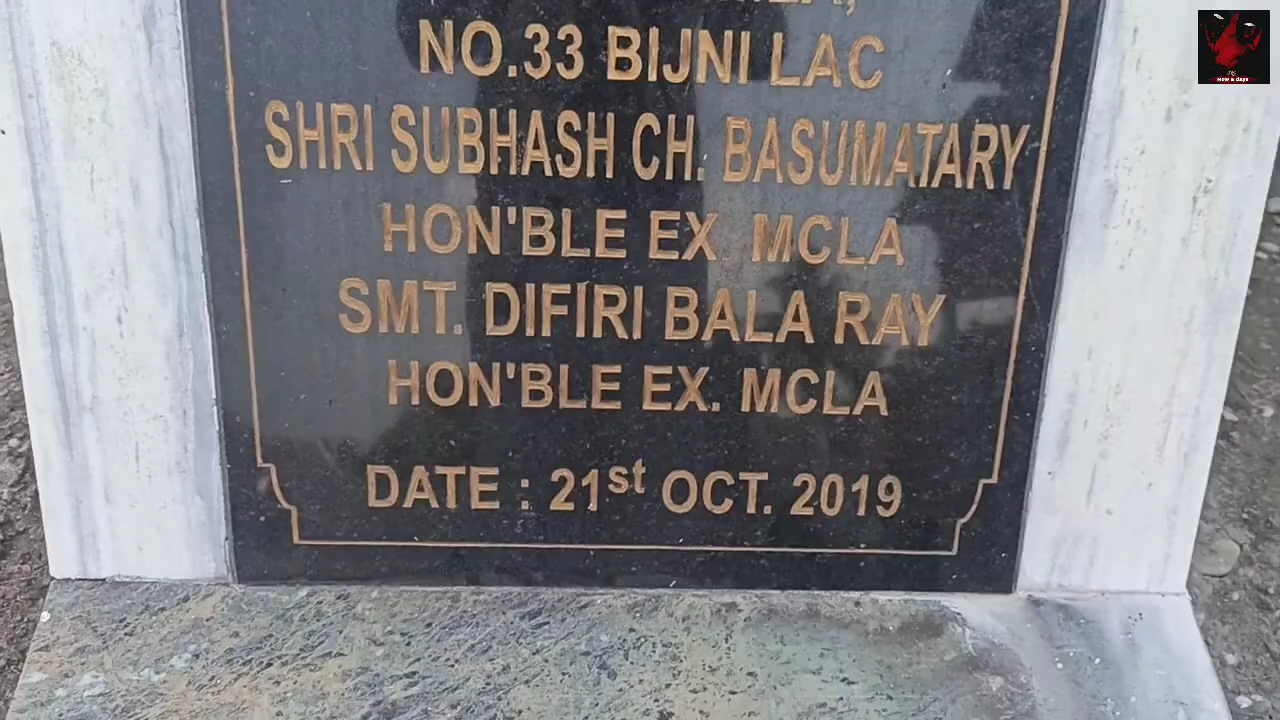 NO.33 BIJNI LAC
SHRI SUBHASH CH. BASUMATARY
HON'BLE EX. MCLA
SMT. DIFIRI BALA RAY
HON'BLE EX. MCLA
DATE : 21st OCT. 2019